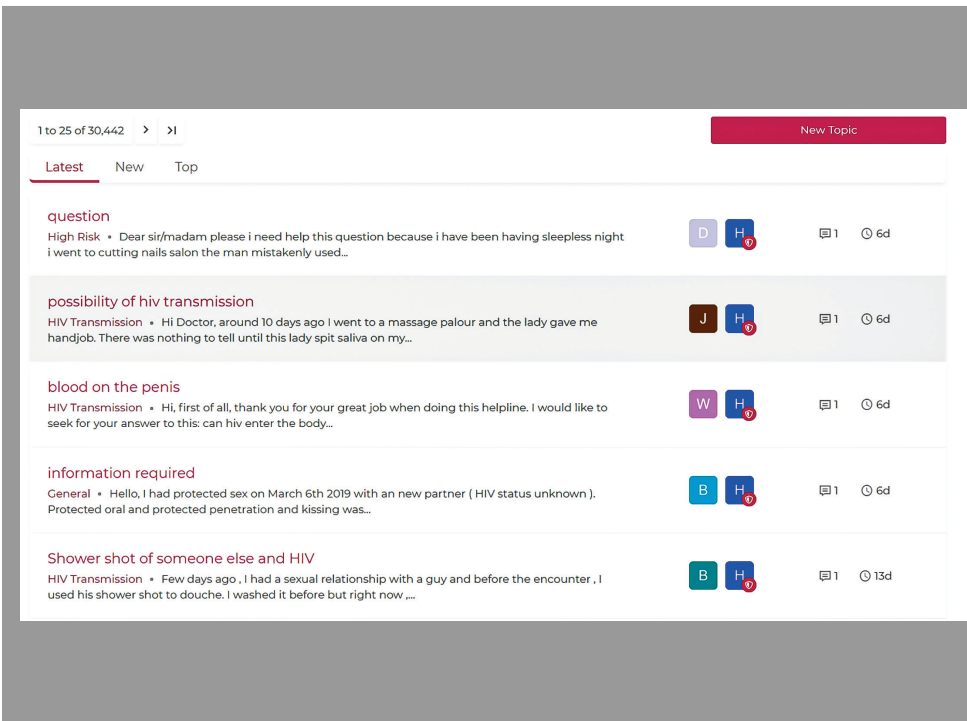 1 to 25 of 30,442
New Topic
Latest New Top
question
High Risk • Dear sir/madam please i need help this question because i have been having sleepless night
i went to cutting nails salon the man mistakenly used...
D H 1 6d
possibility of hiv transmission
HIV Transmission • Hi Doctor, around 10 days ago I went to a massage palour and the lady gave me
handjob. There was nothing to tell until this lady spit saliva on my...
J H 1 6d
blood on the penis
HIV Transmission • Hi, first of all, thank you for your great job when doing this helpline. I would like to
seek for your answer to this: can hiv enter the body...
W H 1 6d
information required
General • Hello, I had protected sex on March 6th 2019 with an new partner ( HIV status unknown ).
Protected oral and protected penetration and kissing was...
B H 1 6d
Shower shot of someone else and HIV
HIV Transmission • Few days ago , I had a sexual relationship with a guy and before the encounter , I
used his shower shot to douche. I washed it before but right now ,...
B H 1 13d